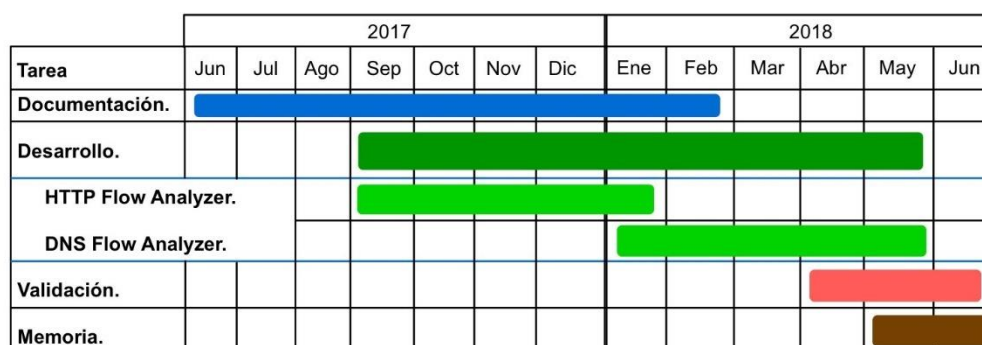 2017 2018
Tarea Jun Jul Ago Sep Oct Nov Dic Ene Feb Mar Abr May Jun
Documentación.
Desarrollo.
HTTP Flow Analyzer.
DNS Flow Analyzer.
Validación.
Memoria.